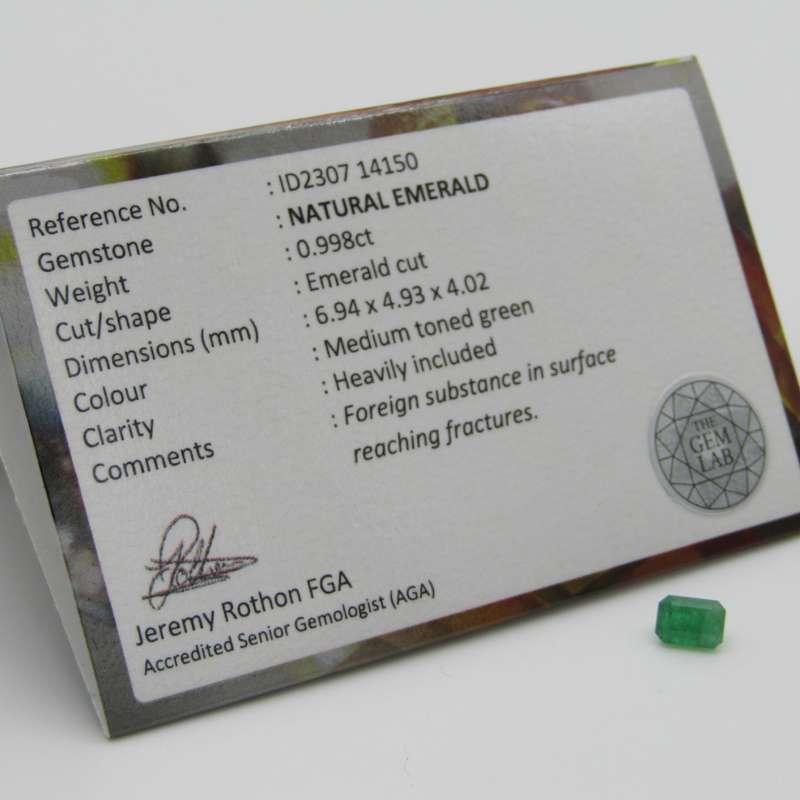 Reference No. : ID2307 14150
Gemstone : NATURAL EMERALD
Weight : 0.998ct
Cut/shape : Emerald cut
Dimensions (mm) : 6.94 x 4.93 x 4.02
Colour : Medium toned green
Clarity : Heavily included
Comments : Foreign substance in surface
reaching fractures.
THE
GEM
LAB
Jeremy Rothon FGA
Accredited Senior Gemologist (AGA)